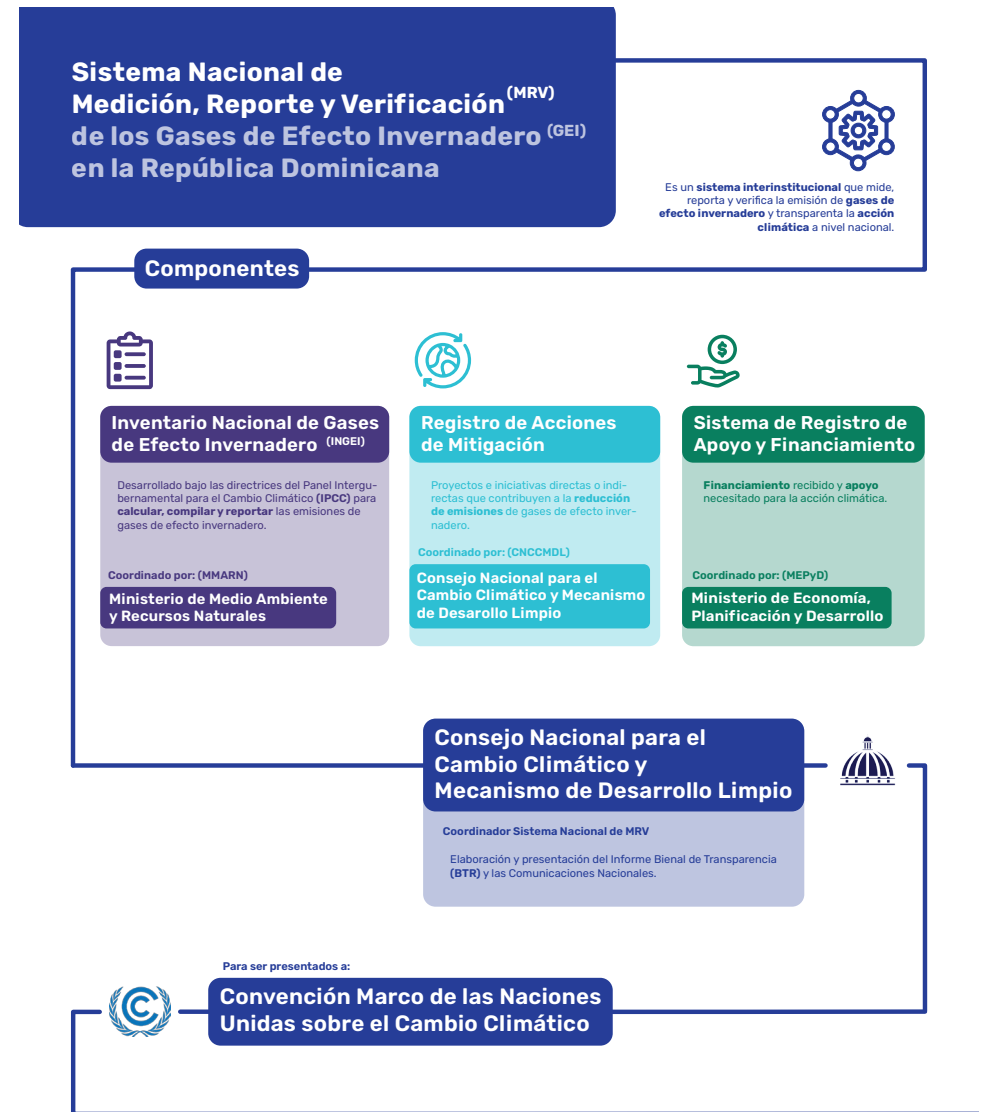 Sistema Nacional de
Medición, Reporte y Verificación (MRV)
de los Gases de Efecto Invernadero (GEI)
en la República Dominicana
Es un sistema interinstitucional que mide,
reporta y verifica la emisión de gases de
efecto invernadero y transparenta la acción
climática a nivel nacional.
Componentes
Inventario Nacional de Gases
de Efecto Invernadero (INGEI)
Desarrollado bajo las directrices del Panel Intergu-
bernamental para el Cambio Climático (IPCC) para
calcular, compilar y reportar las emisiones de
gases de efecto invernadero.
Coordinado por: (MMARN)
Ministerio de Medio Ambiente
y Recursos Naturales
Registro de Acciones
de Mitigación
Proyectos e iniciativas directas o indi-
rectas que contribuyen a la reducción
de emisiones de gases de efecto inver-
nadero.
Coordinado por: (CNCCMDL)
Consejo Nacional para el
Cambio Climático y Mecanismo
de Desarollo Limpio
Sistema de Registro de
Apoyo y Financiamiento
Financiamiento recibido y apoyo
necesitado para la acción climática.
Coordinado por: (MEPyD)
Ministerio de Economía,
Planificación y Desarrollo
Consejo Nacional para el
Cambio Climático y
Mecanismo de Desarrollo Limpio
Coordinador Sistema Nacional de MRV
Elaboración y presentación del Informe Bienal de Transparencia
(BTR) y las Comunicaciones Nacionales.
Para ser presentados a:
Convención Marco de las Naciones
Unidas sobre el Cambio Climático